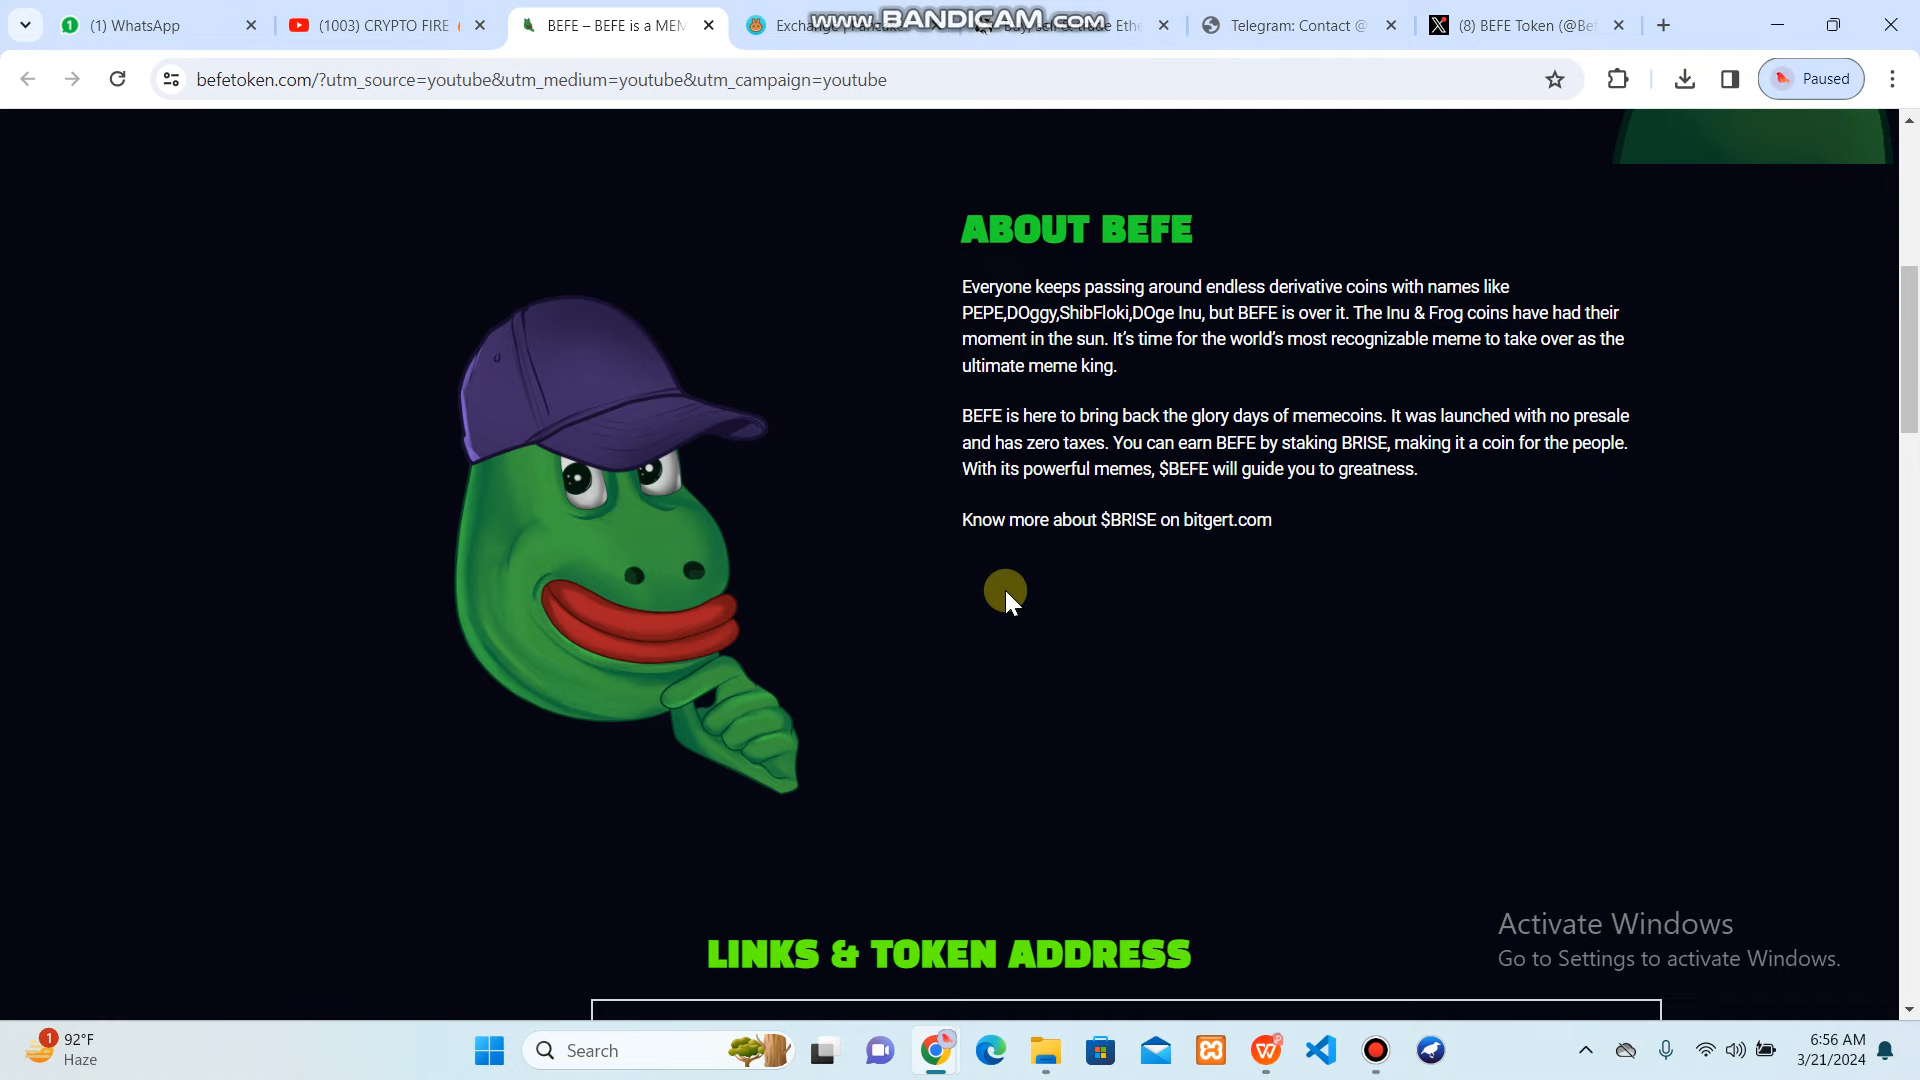 (1) WhatsApp
(1003) CRYPTO FIRE
BEFE – BEFE is a MEM
www.BANDICAM.com
Telegram: Contact @
(8) BEFE Token (@Bef
befetoken.com/?utm_source=youtube&utm_medium=youtube&utm_campaign=youtube
Paused
ABOUT BEFE
Everyone keeps passing around endless derivative coins with names like
PEPE,DOggy,ShibFloki,DOge Inu, but BEFE is over it. The Inu & Frog coins have had their
moment in the sun. It’s time for the world’s most recognizable meme to take over as the
ultimate meme king.
BEFE is here to bring back the glory days of memecoins. It was launched with no presale
and has zero taxes. You can earn BEFE by staking BRISE, making it a coin for the people.
With its powerful memes, $BEFE will guide you to greatness.
Know more about $BRISE on bitgert.com
LINKS & TOKEN ADDRESS
Activate Windows
Go to Settings to activate Windows.
1
92°F
Haze
Search
6:56 AM
3/21/2024